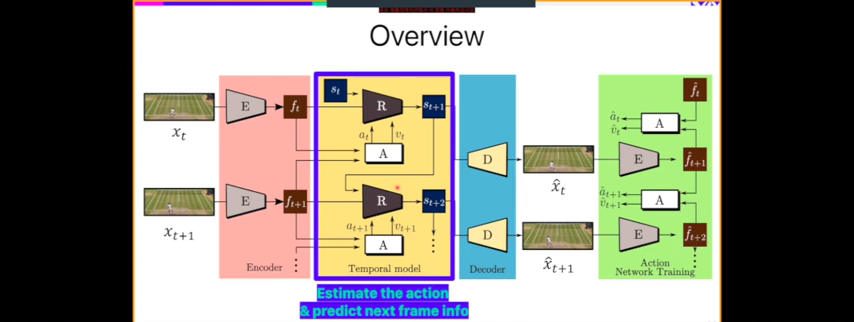 Overview
x_t
E
f_t
s_t
R
s_{t+1}
a_t
v_t
A
x_{t+1}
E
f_{t+1}
R
s_{t+2}
a_{t+1}
v_{t+1}
A
Encoder
Temporal model
D
x̂_t
D
x̂_{t+1}
Decoder
f̂_t
â_t
v̂_t
A
E
f̂_{t+1}
â_{t+1}
v̂_{t+1}
A
E
f̂_{t+2}
Action
Network Training
Estimate the action
& predict next frame info